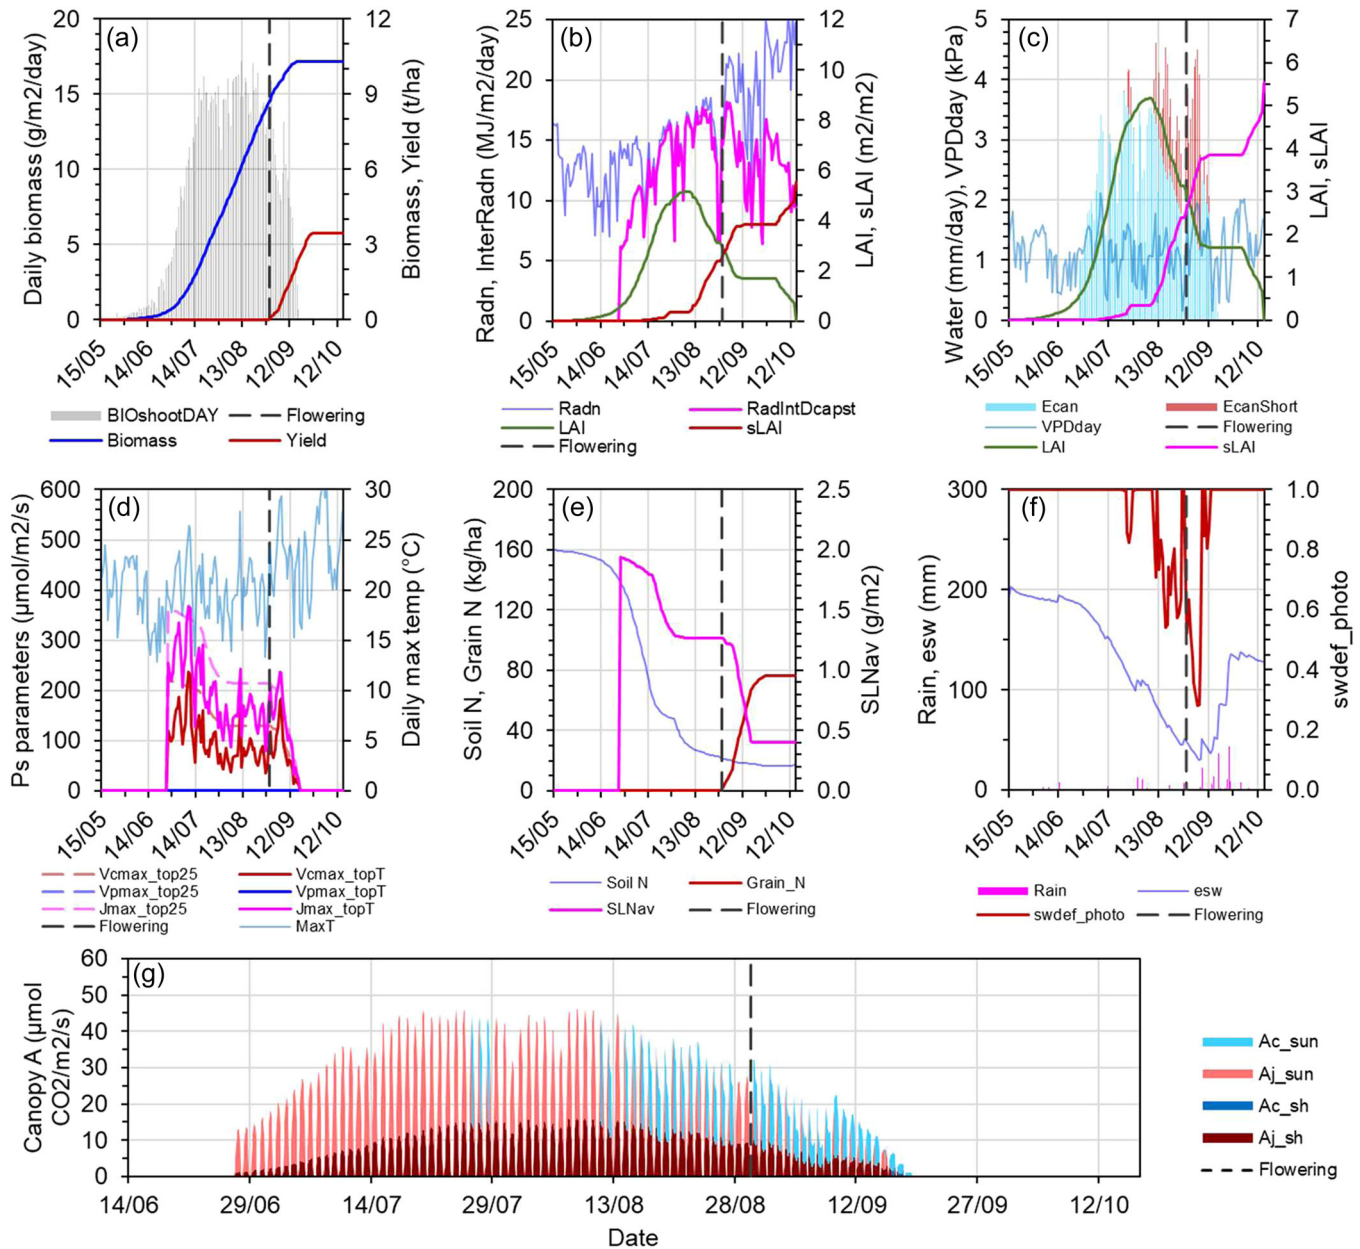 (a)
Daily biomass (g/m2/day)
20
15
10
5
0
12
9
6
3
0
Biomass, Yield (t/ha)
15/05
14/06
14/07
13/08
12/09
12/10
BIOshootDAY
Flowering
Biomass
Yield
(b)
Radn, InterRadn (MJ/m2/day)
25
20
15
10
5
0
12
10
8
6
4
2
0
LAI, sLAI (m2/m2)
15/05
14/06
14/07
13/08
12/09
12/10
Radn
RadIntDcapst
LAI
sLAI
Flowering
(c)
Water (mm/day), VPDday (kPa)
5
4
3
2
1
0
7
6
5
4
3
2
1
0
LAI, sLAI
15/05
14/06
14/07
13/08
12/09
12/10
Ecan
EcanShort
VPDday
Flowering
LAI
sLAI
(d)
Ps parameters (μmol/m2/s)
600
500
400
300
200
100
0
30
25
20
15
10
5
0
Daily max temp (°C)
15/05
14/06
14/07
13/08
12/09
12/10
Vcmax_top25
Vcmax_topT
Vpmax_top25
Vpmax_topT
Jmax_top25
Jmax_topT
Flowering
MaxT
(e)
Soil N, Grain N (kg/ha)
200
160
120
80
40
0
2.5
2.0
1.5
1.0
0.5
0.0
SLNav (g/m2)
15/05
14/06
14/07
13/08
12/09
12/10
Soil N
Grain_N
SLNav
Flowering
(f)
Rain, esw (mm)
300
200
100
0
1.0
0.8
0.6
0.4
0.2
0.0
swdef_photo
15/05
14/06
14/07
13/08
12/09
12/10
Rain
esw
swdef_photo
Flowering
(g)
Canopy A (μmol
CO2/m2/s)
60
50
40
30
20
10
0
14/06
29/06
14/07
29/07
13/08
28/08
12/09
27/09
12/10
Date
Ac_sun
Aj_sun
Ac_sh
Aj_sh
Flowering